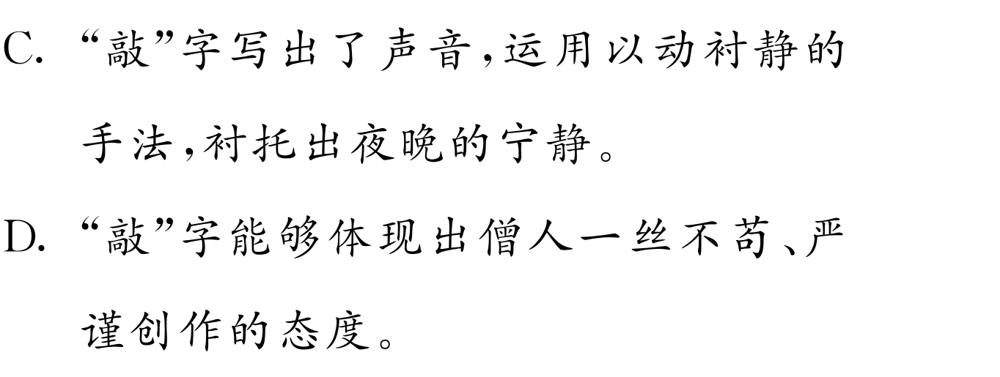 C. “敲”字写出了声音,运用以动衬静的
手法,衬托出夜晚的宁静。
D. “敲”字能够体现出僧人一丝不苟、严
谨创作的态度。